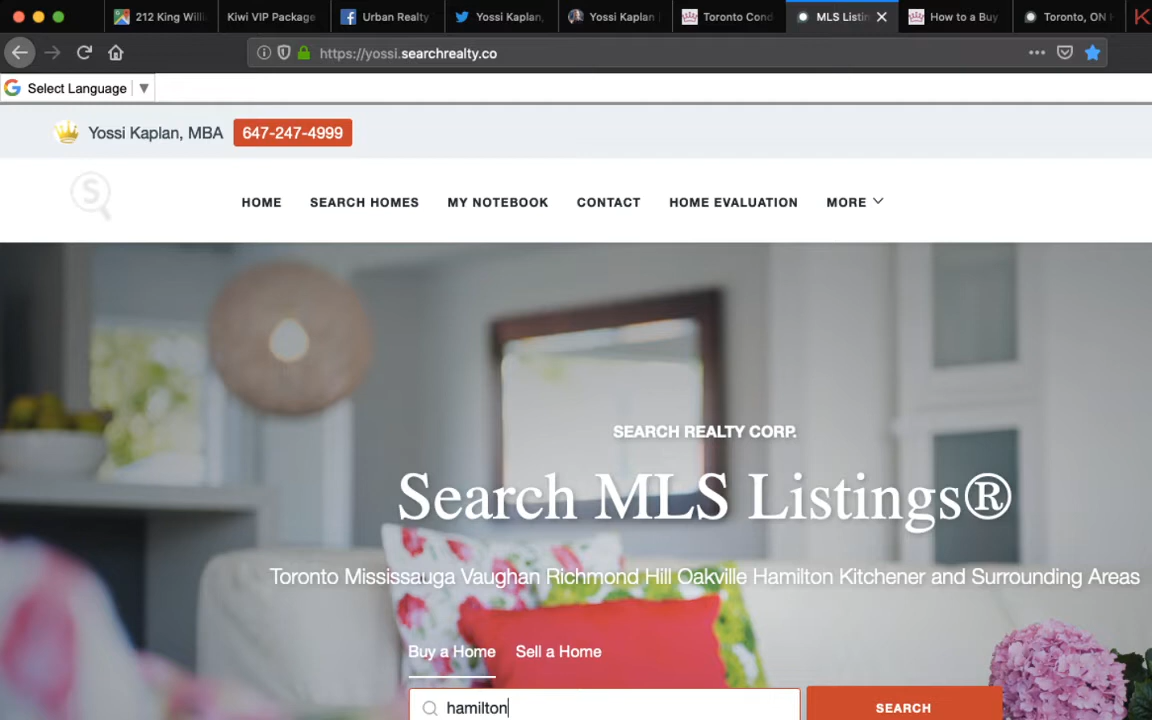 212 King Willi
Kiwi VIP Package
Urban Realty
Yossi Kaplan,
Yossi Kaplan |
Toronto Cond
MLS Listin
How to a Buy
Toronto, ON
https://yossi.searchrealty.co
Select Language ▼
Yossi Kaplan, MBA 647-247-4999
S
HOME SEARCH HOMES MY NOTEBOOK CONTACT HOME EVALUATION MORE
SEARCH REALTY CORP.
Search MLS Listings®
Toronto Mississauga Vaughan Richmond Hill Oakville Hamilton Kitchener and Surrounding Areas
Buy a Home Sell a Home
hamilton SEARCH